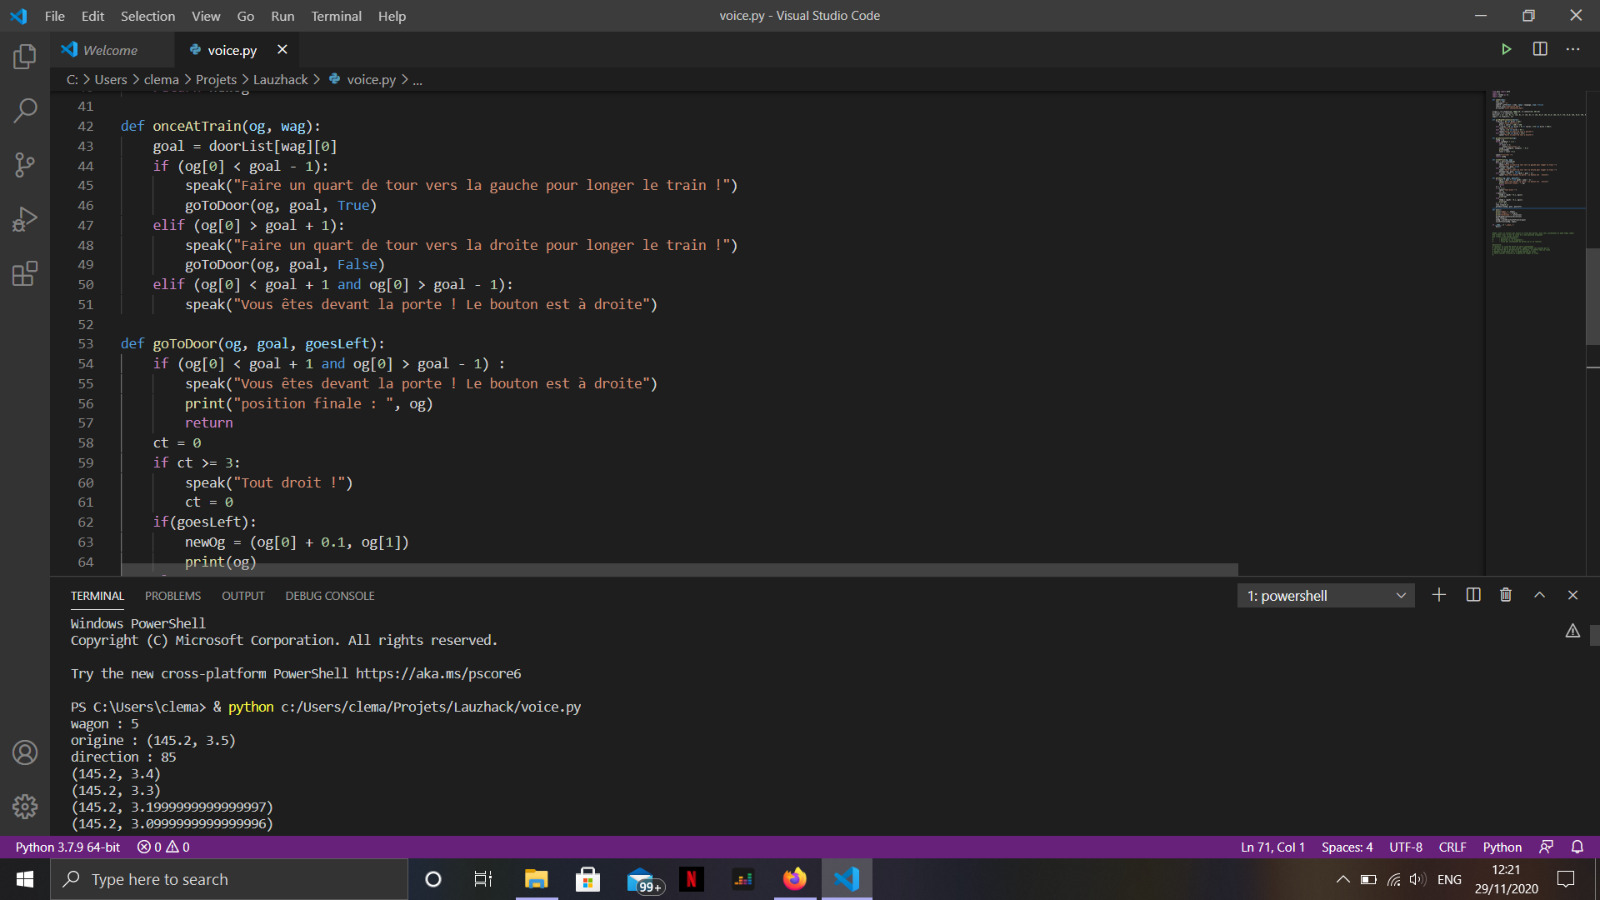 File Edit Selection View Go Run Terminal Help
voice.py - Visual Studio Code
Welcome voice.py
C: > Users > clema > Projets > Lauzhack > voice.py > ...
41
42 def onceAtTrain(og, wag):
43 goal = doorList[wag][0]
44 if (og[0] < goal - 1):
45 speak("Faire un quart de tour vers la gauche pour longer le train !")
46 goToDoor(og, goal, True)
47 elif (og[0] > goal + 1):
48 speak("Faire un quart de tour vers la droite pour longer le train !")
49 goToDoor(og, goal, False)
50 elif (og[0] < goal + 1 and og[0] > goal - 1):
51 speak("Vous êtes devant la porte ! Le bouton est à droite")
52
53 def goToDoor(og, goal, goesLeft):
54 if (og[0] < goal + 1 and og[0] > goal - 1) :
55 speak("Vous êtes devant la porte ! Le bouton est à droite")
56 print("position finale : ", og)
57 return
58 ct = 0
59 if ct >= 3:
60 speak("Tout droit !")
61 ct = 0
62 if(goesLeft):
63 newOg = (og[0] + 0.1, og[1])
64 print(og)
TERMINAL PROBLEMS OUTPUT DEBUG CONSOLE
1: powershell
Windows PowerShell
Copyright (C) Microsoft Corporation. All rights reserved.
Try the new cross-platform PowerShell https://aka.ms/pscore6
PS C:\Users\clema> & python c:/Users/clema/Projets/Lauzhack/voice.py
wagon : 5
origine : (145.2, 3.5)
direction : 85
(145.2, 3.4)
(145.2, 3.3)
(145.2, 3.1999999999999997)
(145.2, 3.0999999999999996)
Python 3.7.9 64-bit 0 0
Ln 71, Col 1 Spaces: 4 UTF-8 CRLF Python
Type here to search
99+
N
ENG
12:21
29/11/2020